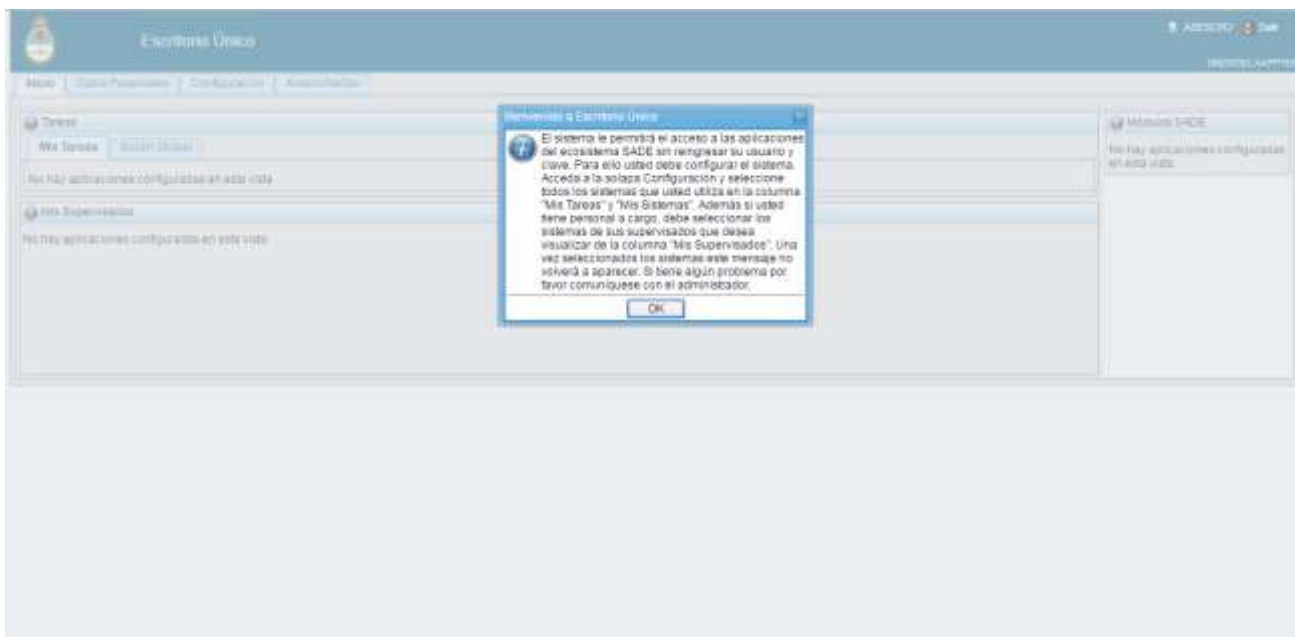 Escritorio Único
ASESOR2 Salir
Inicio Datos Personales Configuración
Tareas
Mis Tareas Buzón Grupal
No hay aplicaciones configuradas en esta vista
Mis Supervisados
No hay aplicaciones configuradas en esta vista
Bienvenido a Escritorio Único
El sistema le permitirá el acceso a las aplicaciones
del ecosistema SADE sin reingresar su usuario y
clave. Para ello usted debe configurar el sistema.
Acceda a la solapa Configuración y seleccione
todos los sistemas que usted utiliza en la columna
"Mis Tareas" y "Mis Sistemas". Además si usted
tiene personal a cargo, debe seleccionar los
sistemas de sus supervisados que desea
visualizar de la columna "Mis Supervisados". Una
vez seleccionados los sistemas este mensaje no
volverá a aparecer. Si tiene algún problema por
favor comuníquese con el administrador.
OK
Módulos SADE
No hay aplicaciones configuradas
en esta vista